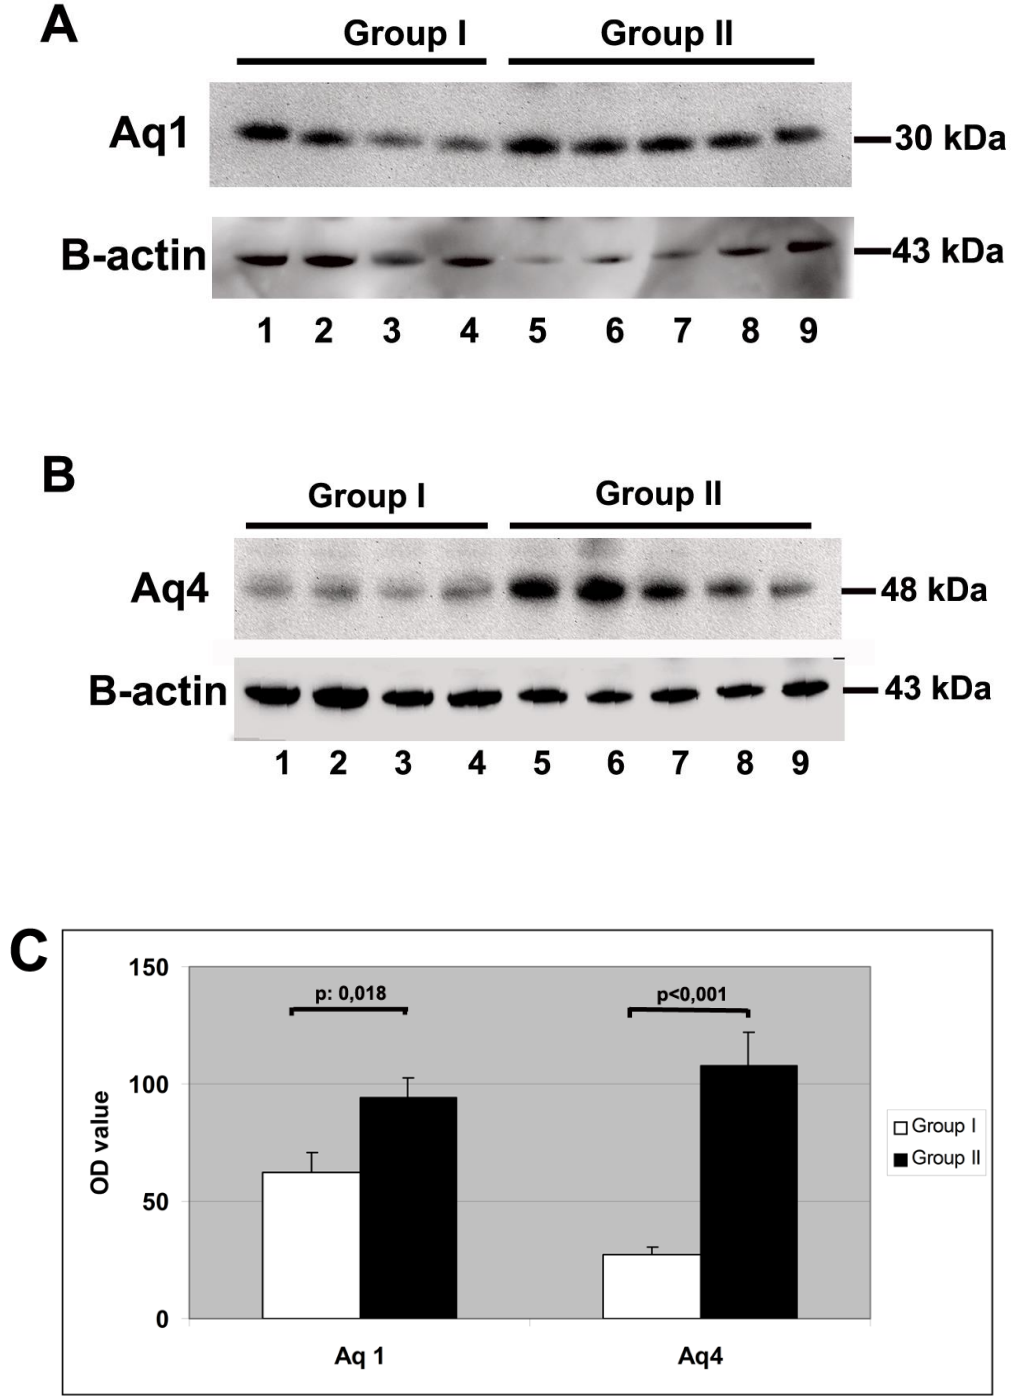 A
Group I Group II
Aq1 30 kDa
B-actin 43 kDa
1 2 3 4 5 6 7 8 9
B
Group I Group II
Aq4 48 kDa
B-actin 43 kDa
1 2 3 4 5 6 7 8 9
C
150
p: 0,018 p<0,001
100
50
0
OD value
Group I
Group II
Aq 1 Aq4